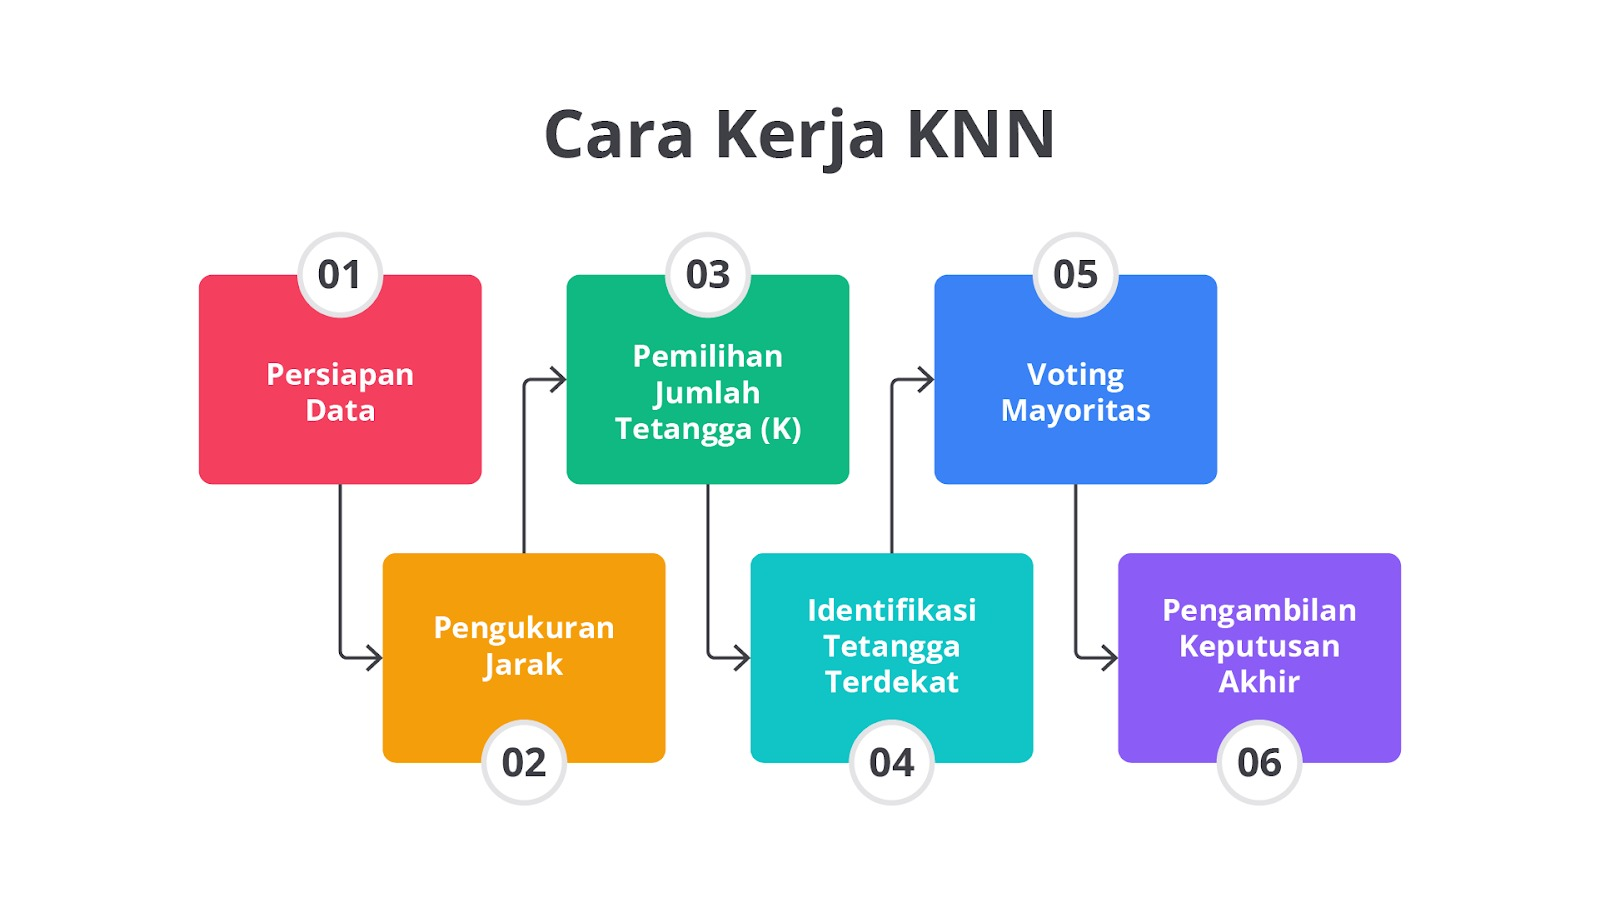 Cara Kerja KNN
01
Persiapan
Data
02
Pengukuran
Jarak
03
Pemilihan
Jumlah
Tetangga (K)
04
Identifikasi
Tetangga
Terdekat
05
Voting
Mayoritas
06
Pengambilan
Keputusan
Akhir